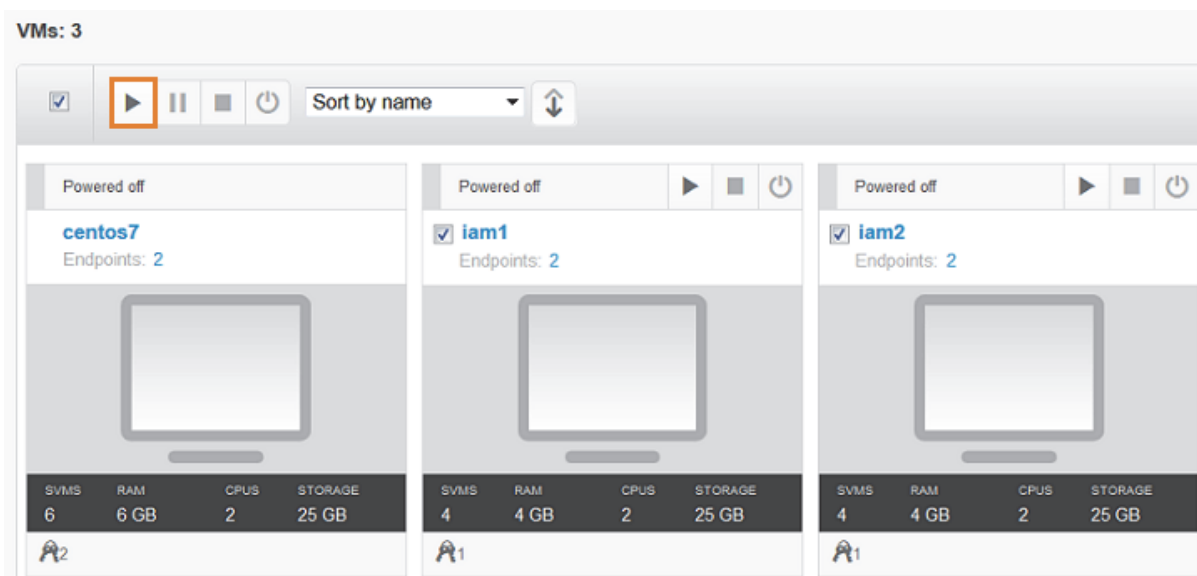 VMs: 3
Sort by name
Powered off
centos7
Endpoints: 2
SVMS RAM CPUS STORAGE
6 6 GB 2 25 GB
2
Powered off
iam1
Endpoints: 2
SVMS RAM CPUS STORAGE
4 4 GB 2 25 GB
1
Powered off
iam2
Endpoints: 2
SVMS RAM CPUS STORAGE
4 4 GB 2 25 GB
1